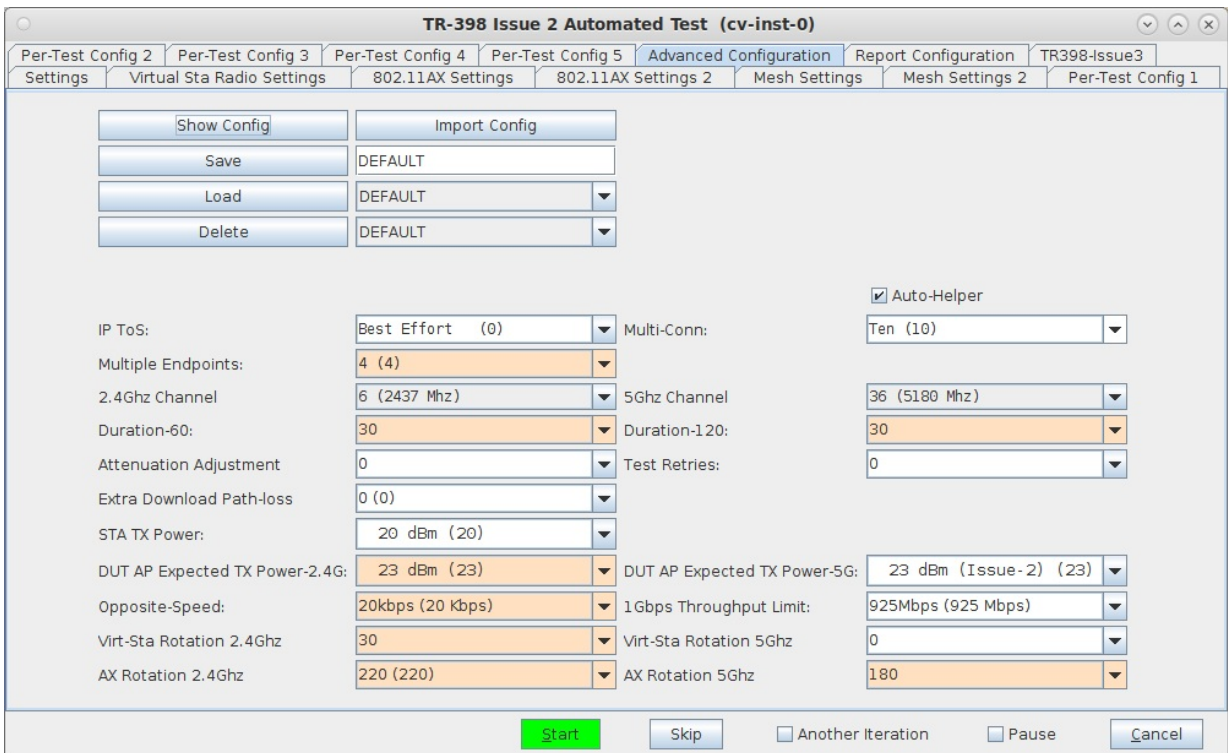 TR-398 Issue 2 Automated Test (cv-inst-0)
Per-Test Config 2 Per-Test Config 3 Per-Test Config 4 Per-Test Config 5 Advanced Configuration Report Configuration TR398-Issue3
Settings Virtual Sta Radio Settings 802.11AX Settings 802.11AX Settings 2 Mesh Settings Mesh Settings 2 Per-Test Config 1
Show Config Import Config
Save DEFAULT
Load DEFAULT
Delete DEFAULT
Auto-Helper
IP ToS: Best Effort (0) Multi-Conn: Ten (10)
Multiple Endpoints: 4 (4)
2.4Ghz Channel 6 (2437 Mhz) 5Ghz Channel 36 (5180 Mhz)
Duration-60: 30 Duration-120: 30
Attenuation Adjustment 0 Test Retries: 0
Extra Download Path-loss 0 (0)
STA TX Power: 20 dBm (20)
DUT AP Expected TX Power-2.4G: 23 dBm (23) DUT AP Expected TX Power-5G: 23 dBm (Issue-2) (23)
Opposite-Speed: 20kbps (20 Kbps) 1Gbps Throughput Limit: 925Mbps (925 Mbps)
Virt-Sta Rotation 2.4Ghz 30 Virt-Sta Rotation 5Ghz 0
AX Rotation 2.4Ghz 220 (220) AX Rotation 5Ghz 180
Start Skip Another Iteration Pause Cancel